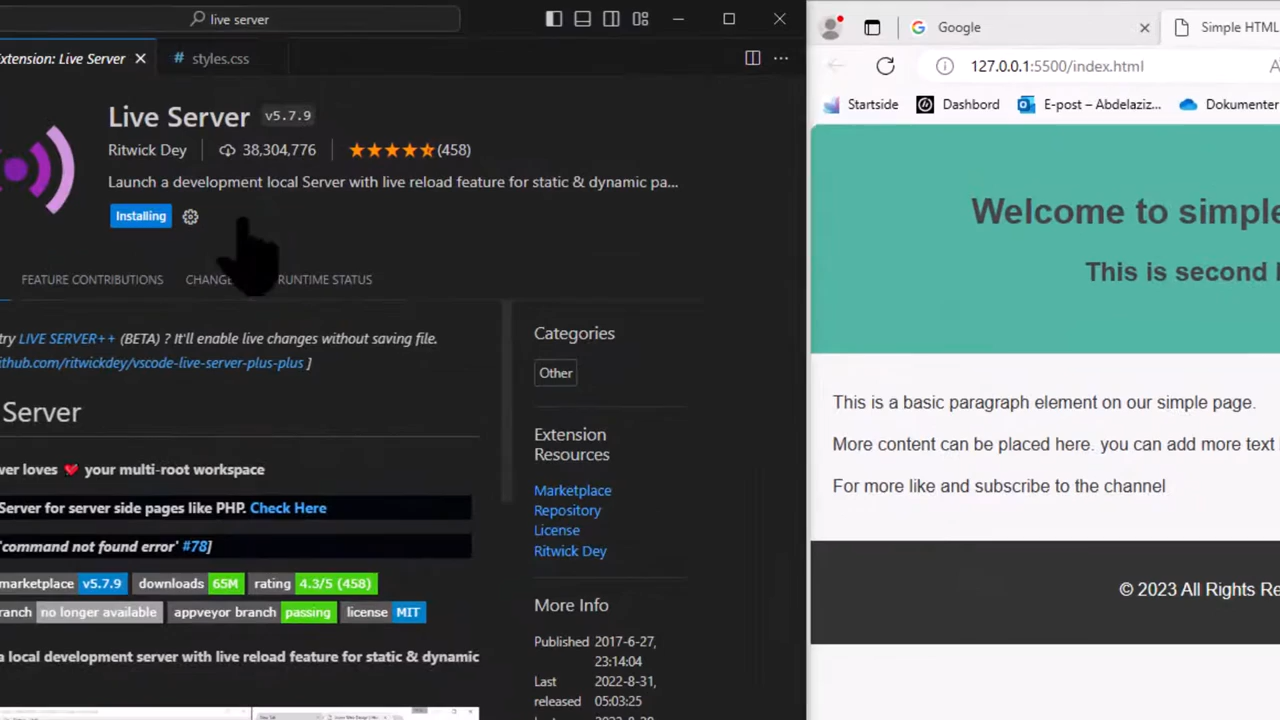 live server
Extension: Live Server
# styles.css
Live Server v5.7.9
Ritwick Dey 38,304,776 (458)
Launch a development local Server with live reload feature for static & dynamic pa...
Installing
FEATURE CONTRIBUTIONS CHANGE RUNTIME STATUS
try LIVE SERVER++ (BETA) ? It'll enable live changes without saving file.
ithub.com/ritwickdey/vscode-live-server-plus-plus ]
Server
ver loves ❤ your multi-root workspace
Server for server side pages like PHP. Check Here
'command not found error' #78]
marketplace v5.7.9 downloads 65M rating 4.3/5 (458)
ranch no longer available appveyor branch passing license MIT
a local development server with live reload feature for static & dynamic
Categories
Other
Extension
Resources
Marketplace
Repository
License
Ritwick Dey
More Info
Published 2017-6-27,
23:14:04
Last 2022-8-31,
released 05:03:25
Google
Simple HTML
127.0.0.1:5500/index.html
Startside Dashbord E-post – Abdelaziz... Dokumenter
Welcome to simple
This is second
This is a basic paragraph element on our simple page.
More content can be placed here. you can add more text
For more like and subscribe to the channel
© 2023 All Rights Re